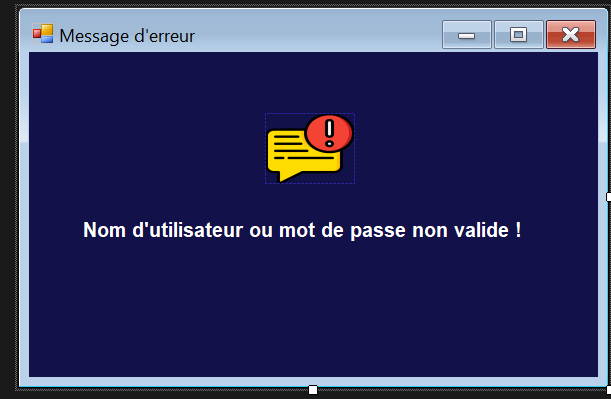 Message d'erreur
Nom d'utilisateur ou mot de passe non valide !